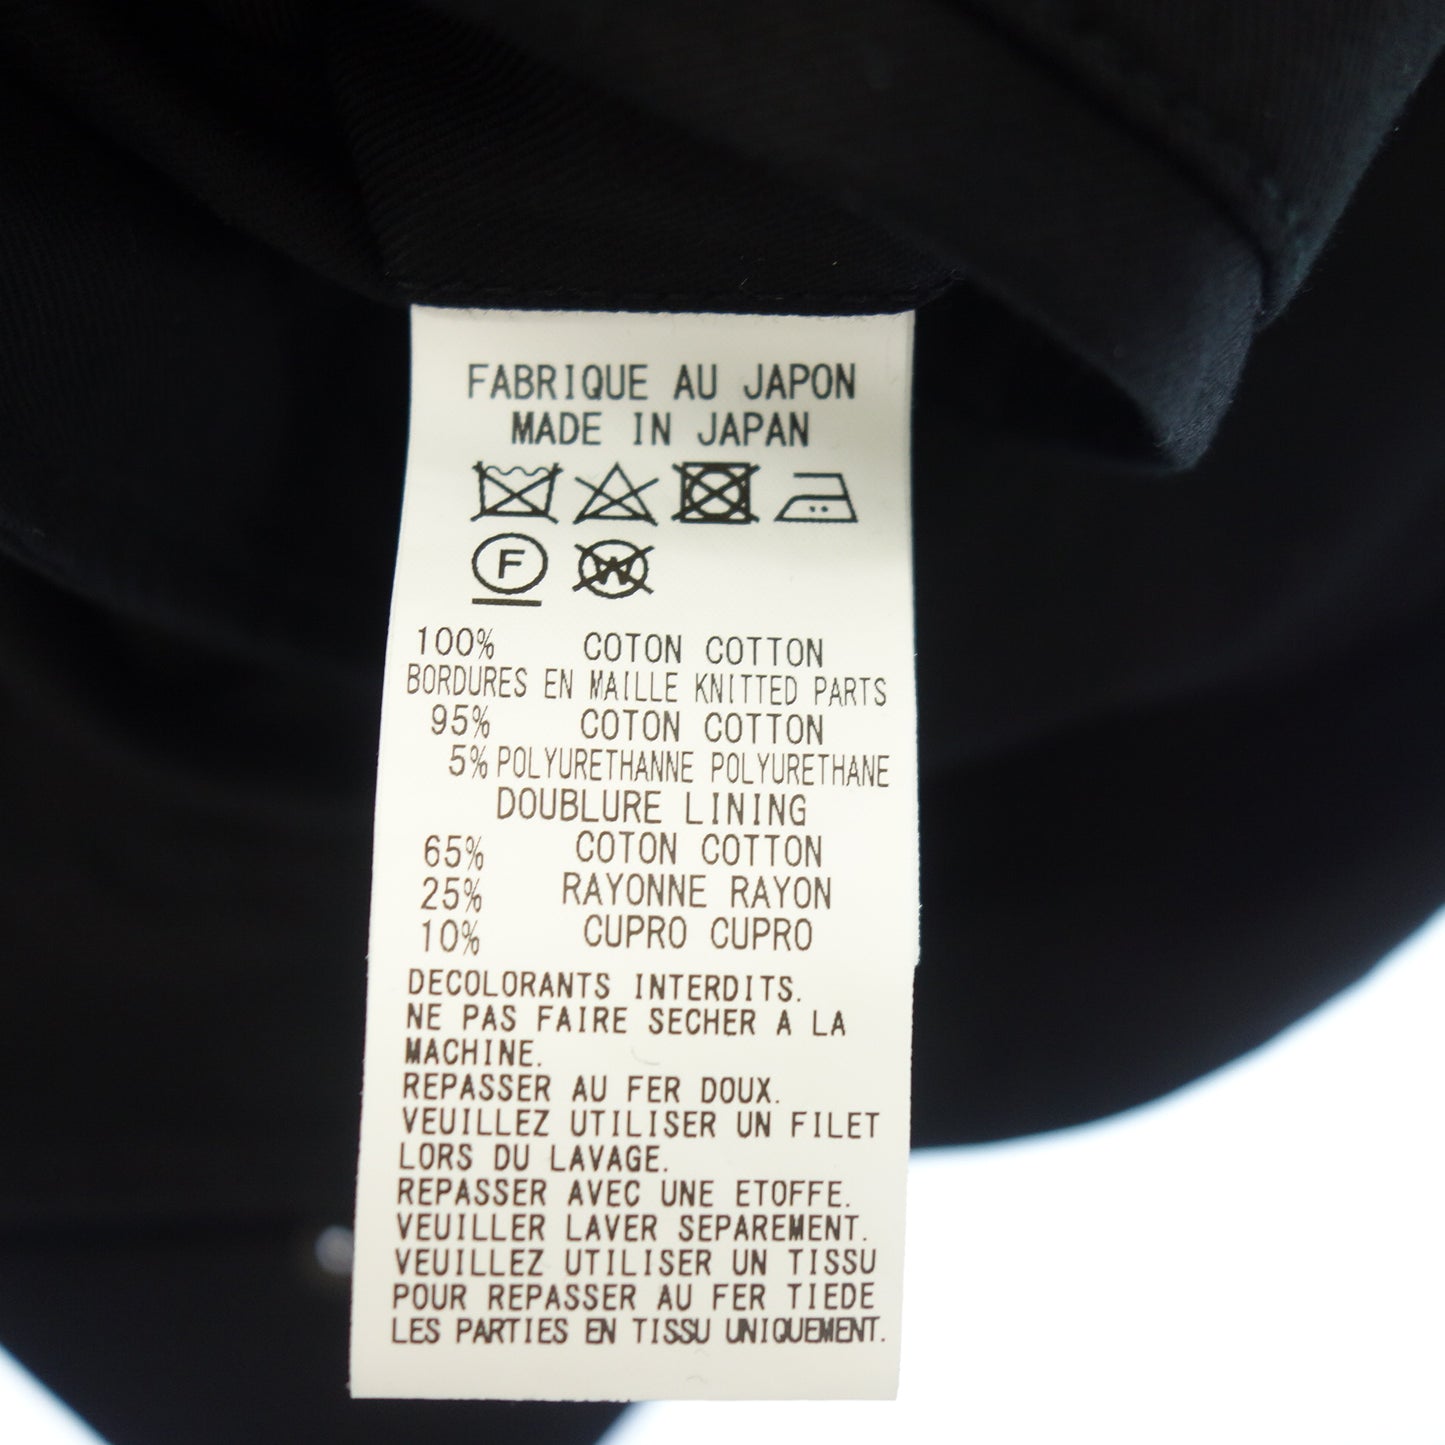 FABRIQUE AU JAPON
MADE IN JAPAN
F W
100% COTON COTTON
BORDURES EN MAILLE KNITTED PARTS
95% COTON COTTON
5% POLYURETHANNE POLYURETHANE
DOUBLURE LINING
65% COTON COTTON
25% RAYONNE RAYON
10% CUPRO CUPRO
DECOLORANTS INTERDITS.
NE PAS FAIRE SECHER A LA
MACHINE.
REPASSER AU FER DOUX.
VEUILLEZ UTILISER UN FILET
LORS DU LAVAGE.
REPASSER AVEC UNE ETOFFE.
VEUILLER LAVER SEPAREMENT.
VEUILLEZ UTILISER UN TISSU
POUR REPASSER AU FER TIEDE
LES PARTIES EN TISSU UNIQUEMENT.